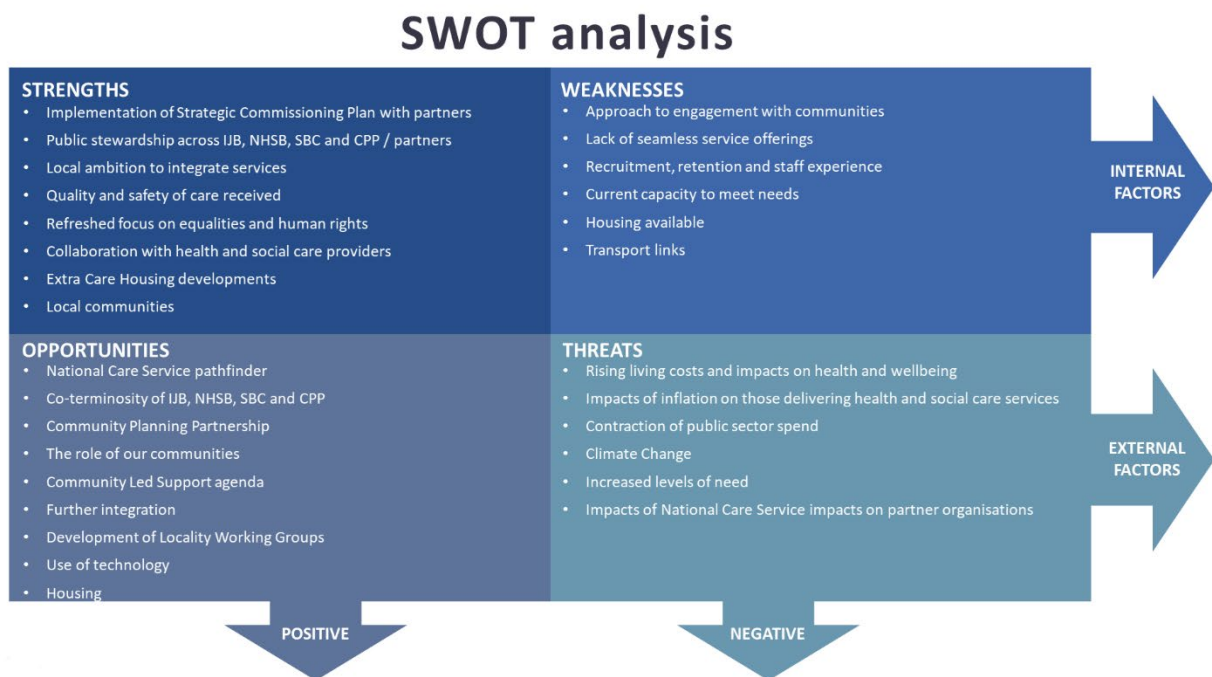 SWOT analysis
STRENGTHS
• Implementation of Strategic Commissioning Plan with partners
• Public stewardship across IJB, NHSB, SBC and CPP / partners
• Local ambition to integrate services
• Quality and safety of care received
• Refreshed focus on equalities and human rights
• Collaboration with health and social care providers
• Extra Care Housing developments
• Local communities
WEAKNESSES
• Approach to engagement with communities
• Lack of seamless service offerings
• Recruitment, retention and staff experience
• Current capacity to meet needs
• Housing available
• Transport links
INTERNAL
FACTORS
OPPORTUNITIES
• National Care Service pathfinder
• Co-terminosity of IJB, NHSB, SBC and CPP
• Community Planning Partnership
• The role of our communities
• Community Led Support agenda
• Further integration
• Development of Locality Working Groups
• Use of technology
• Housing
THREATS
• Rising living costs and impacts on health and wellbeing
• Impacts of inflation on those delivering health and social care services
• Contraction of public sector spend
• Climate Change
• Increased levels of need
• Impacts of National Care Service impacts on partner organisations
EXTERNAL
FACTORS
POSITIVE
NEGATIVE